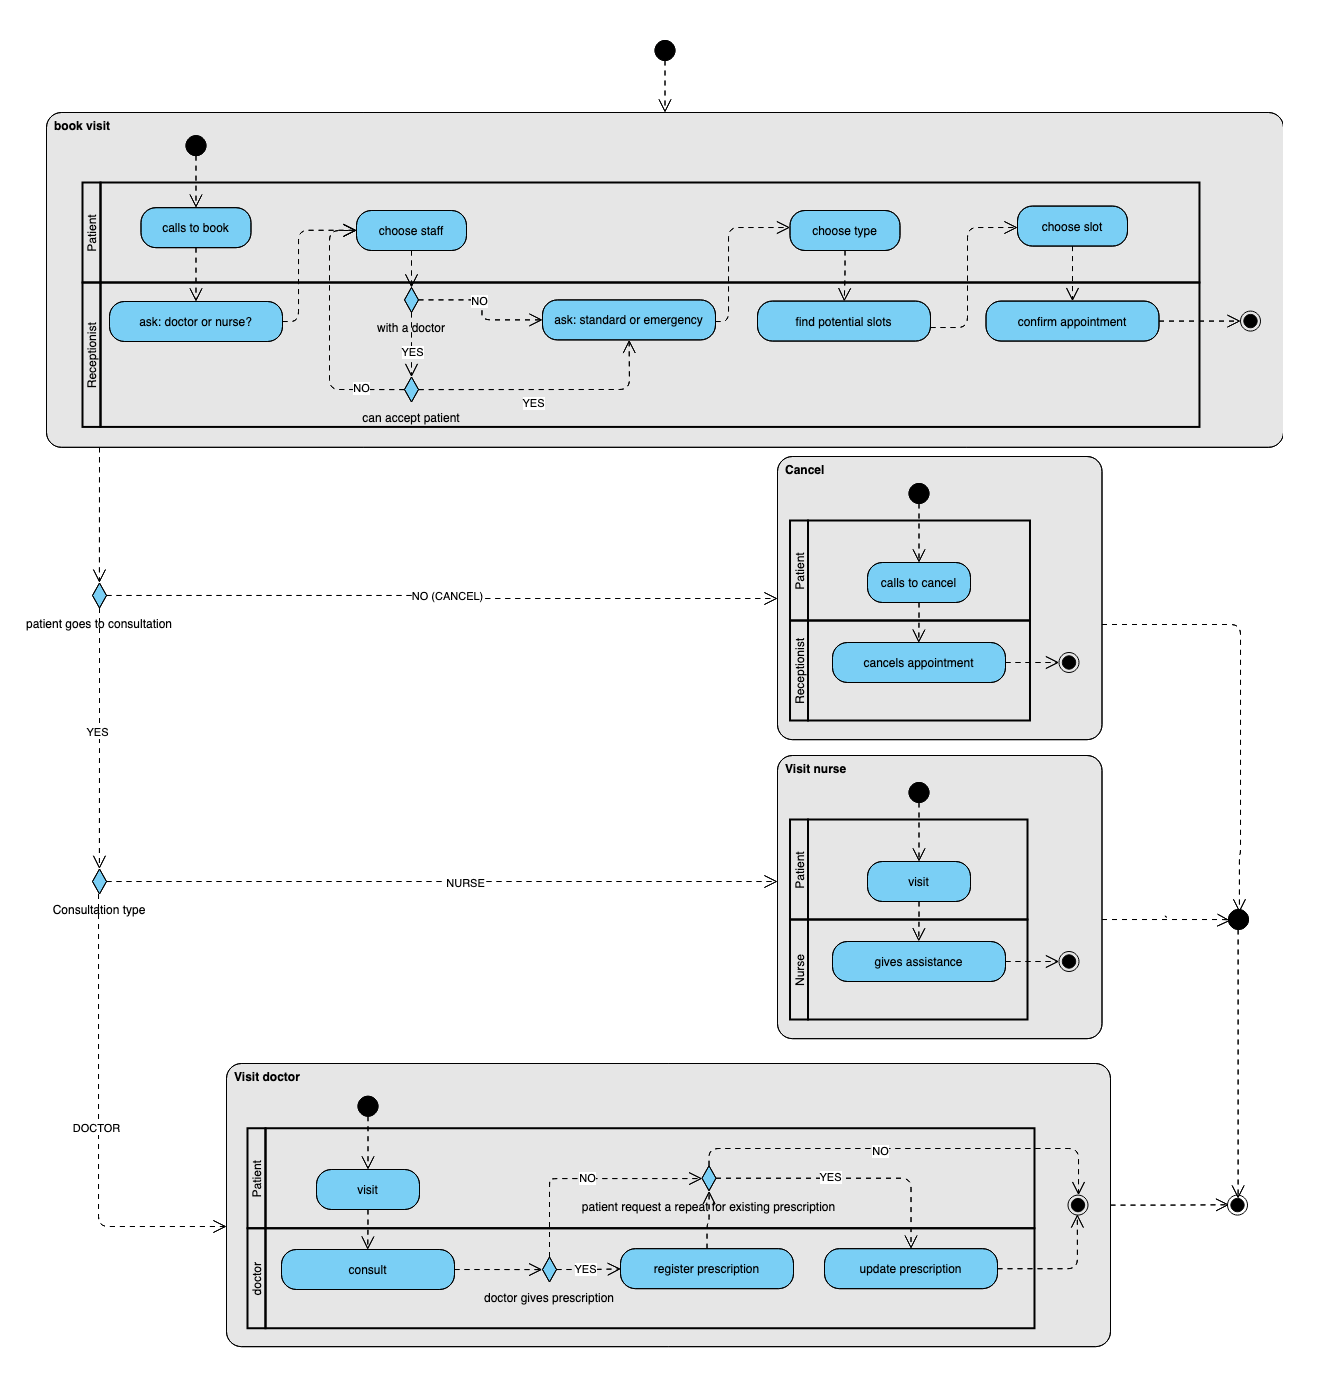 book visit
Patient
calls to book
choose staff
choose type
choose slot
Receptionist
ask: doctor or nurse?
NO
ask: standard or emergency
find potential slots
confirm appointment
with a doctor
YES
NO
YES
can accept patient
Cancel
Patient
calls to cancel
NO (CANCEL)
patient goes to consultation
Receptionist
cancels appointment
YES
Visit nurse
Patient
visit
NURSE
Consultation type
Nurse
gives assistance
Visit doctor
DOCTOR
Patient
visit
NO
NO
YES
patient request a repeat for existing prescription
doctor
consult
YES
register prescription
update prescription
doctor gives prescription